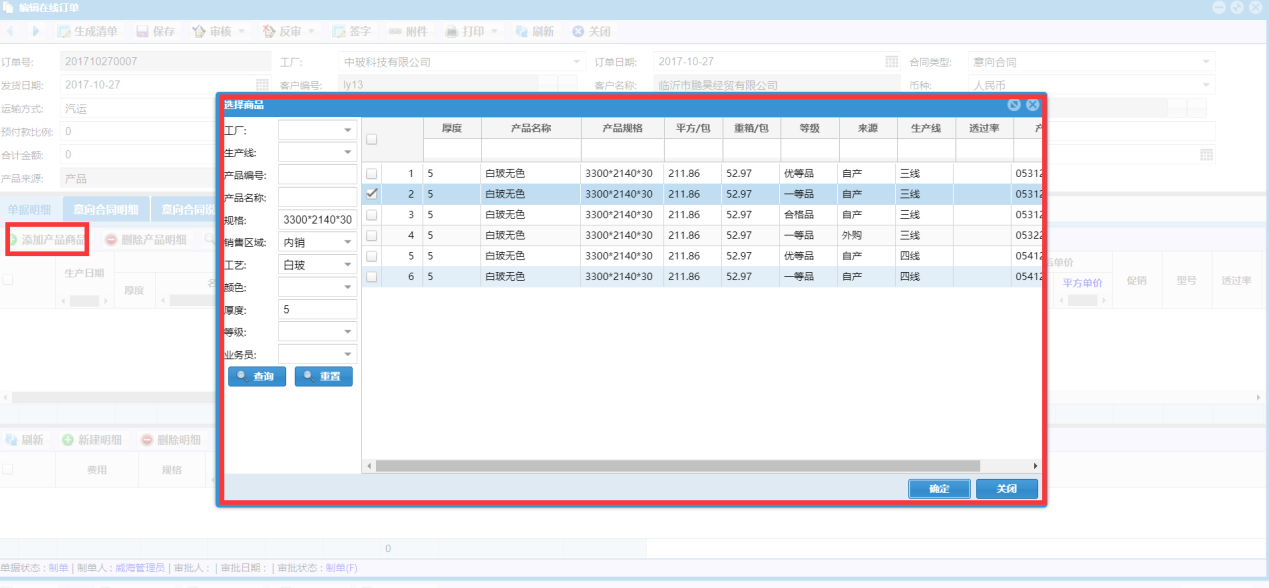 编辑在线订单
生成清单 保存 审核 反审 签字 附件 打印 刷新 关闭
订单号: 201710270007 工厂: 中玻科技有限公司 订单日期: 2017-10-27 合同类型: 意向合同
发货日期: 2017-10-27 客户编号: ly13 客户名称: 临沂市鹏昊经贸有限公司 币种: 人民币
运输方式: 汽运
预付款比例: 0
合计金额: 0
产品来源: 产品
单据明细 意向合同明细 意向合同说
添加产品商品 删除产品明细
生产日期 厚度 单价 平方单价 促销 型号 透过率
选择商品
工厂:
生产线:
产品编号:
产品名称:
规格: 3300*2140*30
销售区域: 内销
工艺: 白玻
颜色:
厚度: 5
等级:
业务员:
查询 重置
厚度 产品名称 产品规格 平方/包 重箱/包 等级 来源 生产线 透过率 产
1 5 白玻无色 3300*2140*30 211.86 52.97 优等品 自产 三线 05312
2 5 白玻无色 3300*2140*30 211.86 52.97 一等品 自产 三线 05312
3 5 白玻无色 3300*2140*30 211.86 52.97 合格品 自产 三线 05312
4 5 白玻无色 3300*2140*30 211.86 52.97 一等品 外购 三线 05322
5 5 白玻无色 3300*2140*30 211.86 52.97 优等品 自产 四线 05412
6 5 白玻无色 3300*2140*30 211.86 52.97 一等品 自产 四线 05412
确定 关闭
刷新 新建明细 删除明细
费用 规格
0
单据状态 : 制单 | 制单人 : 威海管理员 | 审批人 : | 审批日期 : | 审批状态 : 制单(F)